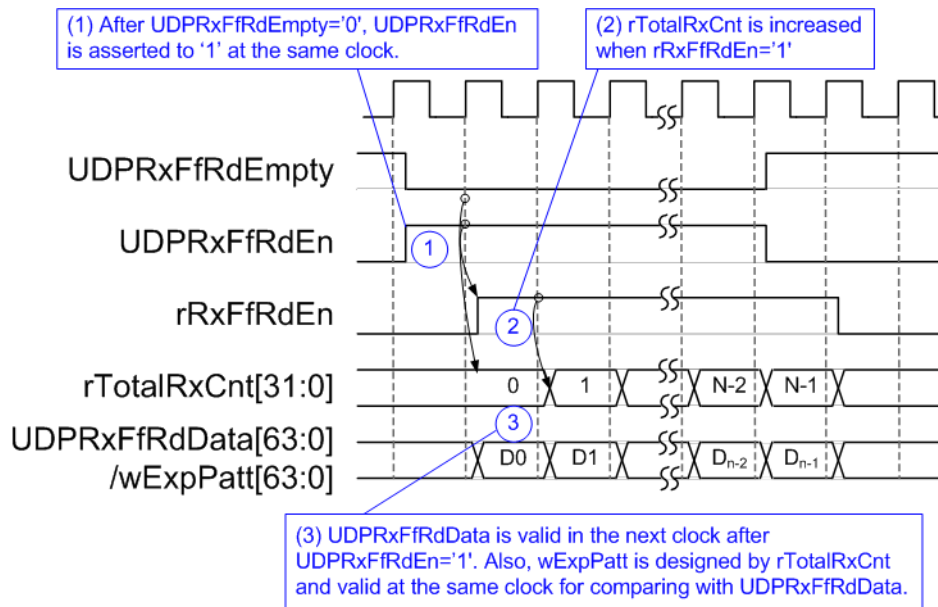 (1) After UDPRxFfRdEmpty='0', UDPRxFfRdEn
is asserted to ‘1’ at the same clock.
(2) rTotalRxCnt is increased
when rRxFfRdEn='1'
UDPRxFfRdEmpty
UDPRxFfRdEn
1
rRxFfRdEn
2
rTotalRxCnt[31:0]
0 1 N-2 N-1
3
UDPRxFfRdData[63:0]
/wExpPatt[63:0]
D0 D1 Dn-2 Dn-1
(3) UDPRxFfRdData is valid in the next clock after
UDPRxFfRdEn='1'. Also, wExpPatt is designed by rTotalRxCnt
and valid at the same clock for comparing with UDPRxFfRdData.